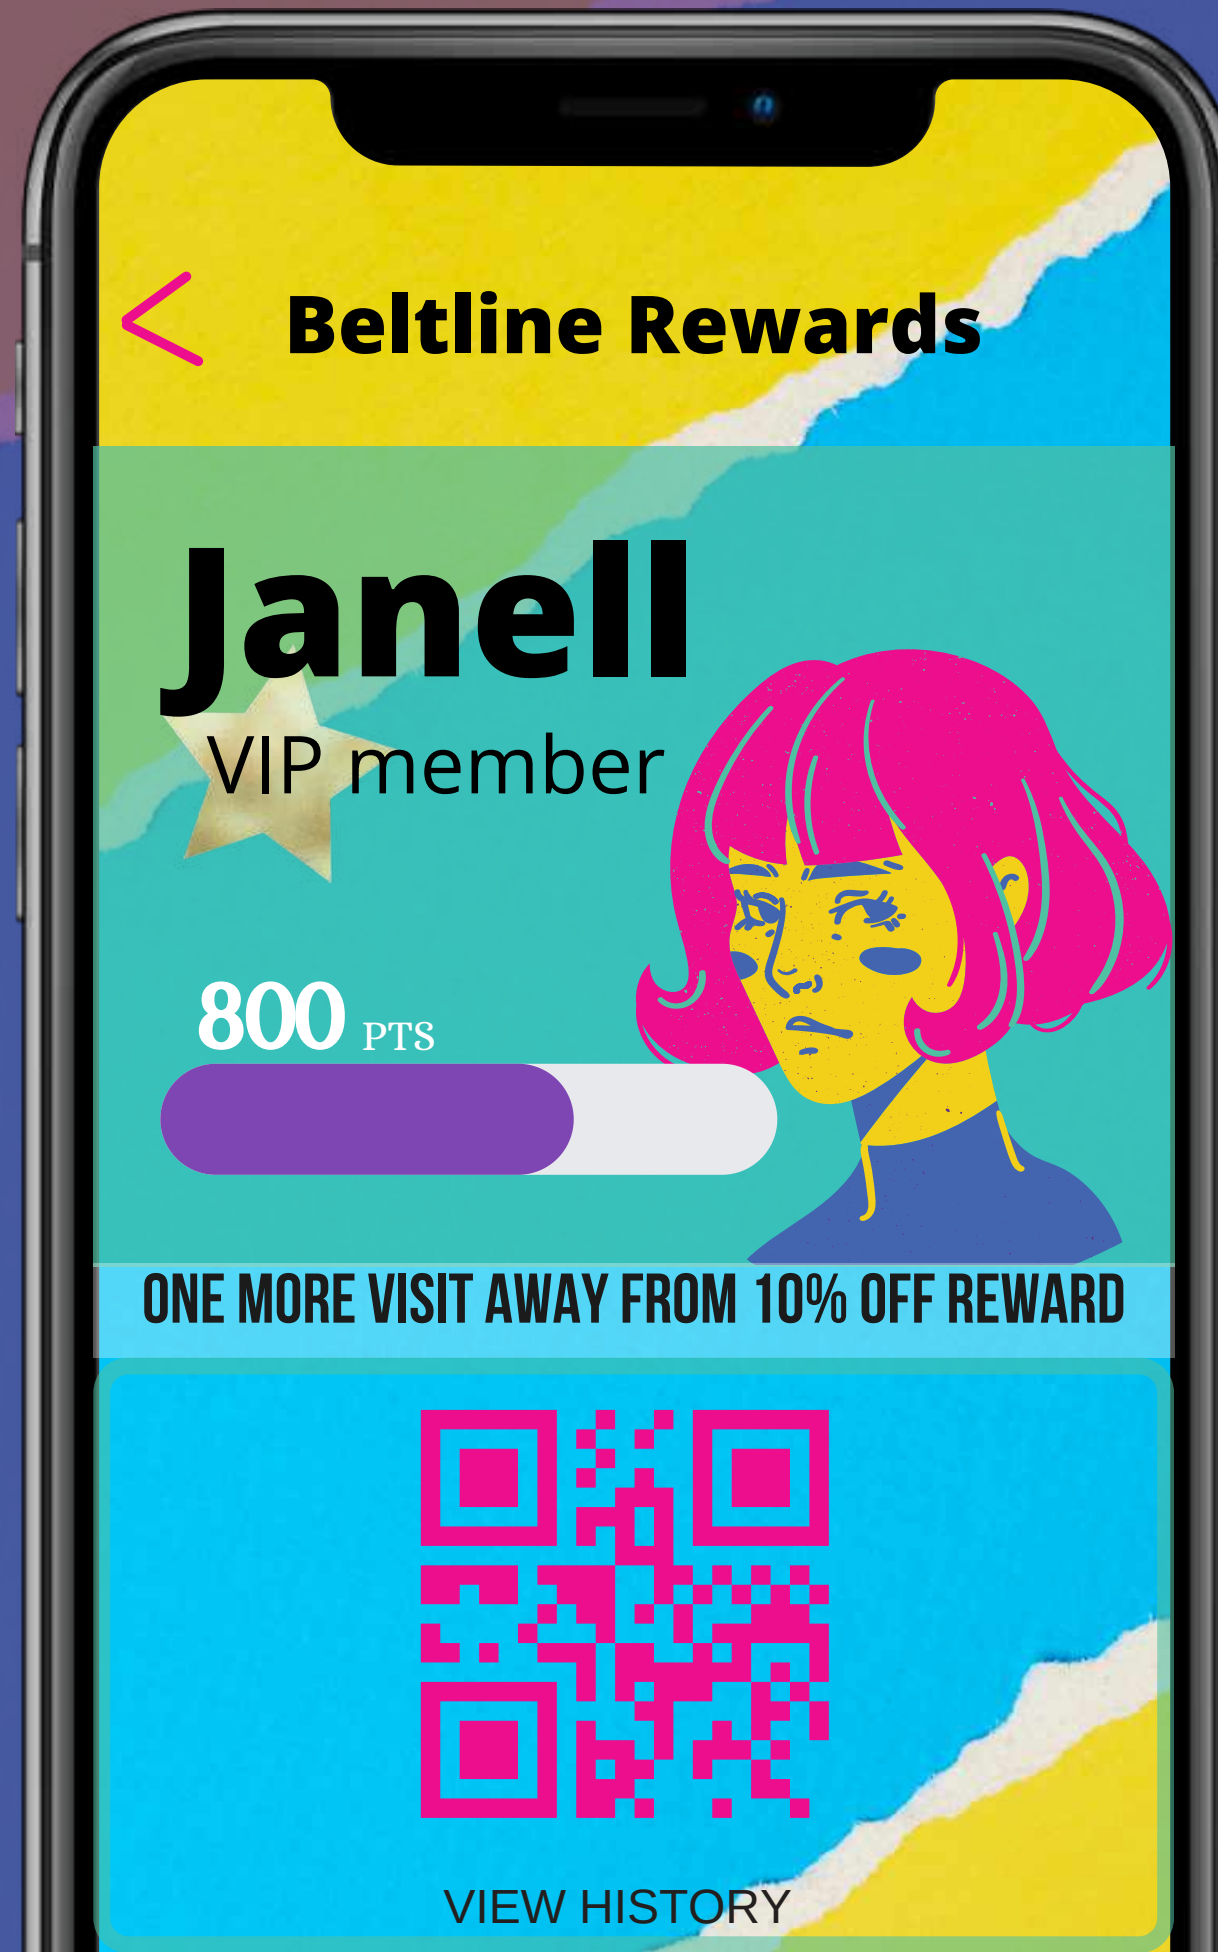 Beltline Rewards
Janell
VIP member
800 PTS
ONE MORE VISIT AWAY FROM 10% OFF REWARD
VIEW HISTORY